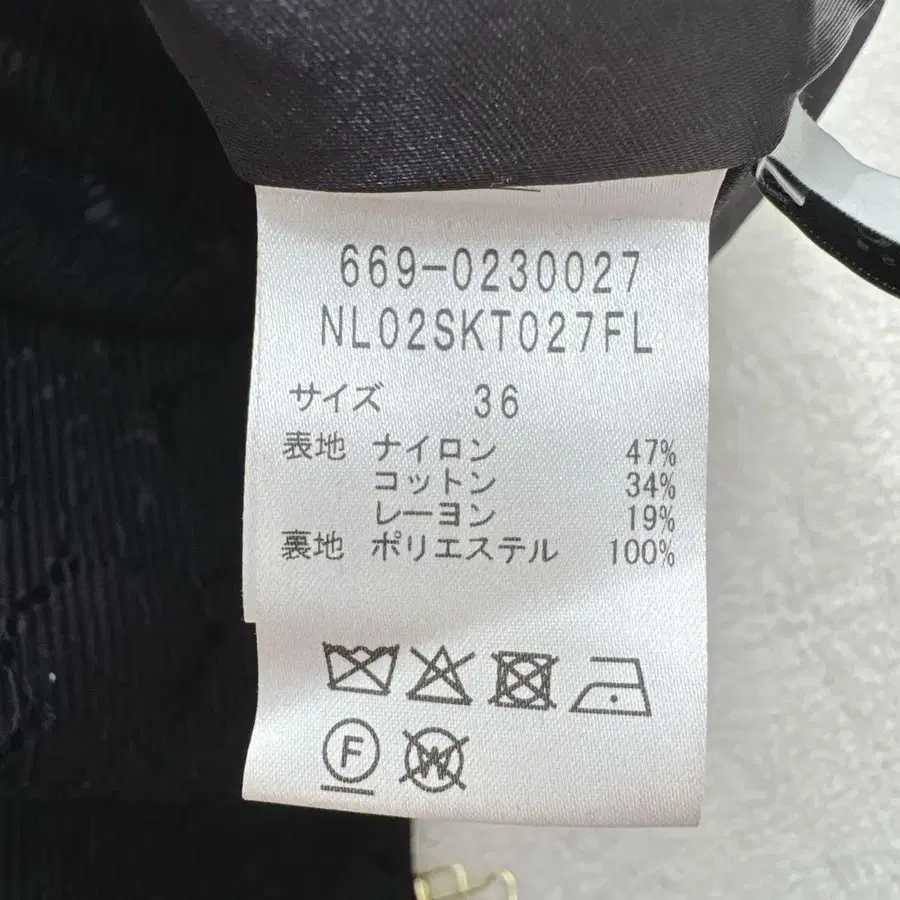 669-0230027
NL02SKT027FL
サイズ 36
表地 ナイロン 47%
コットン 34%
レーヨン 19%
裏地 ポリエステル 100%
F W